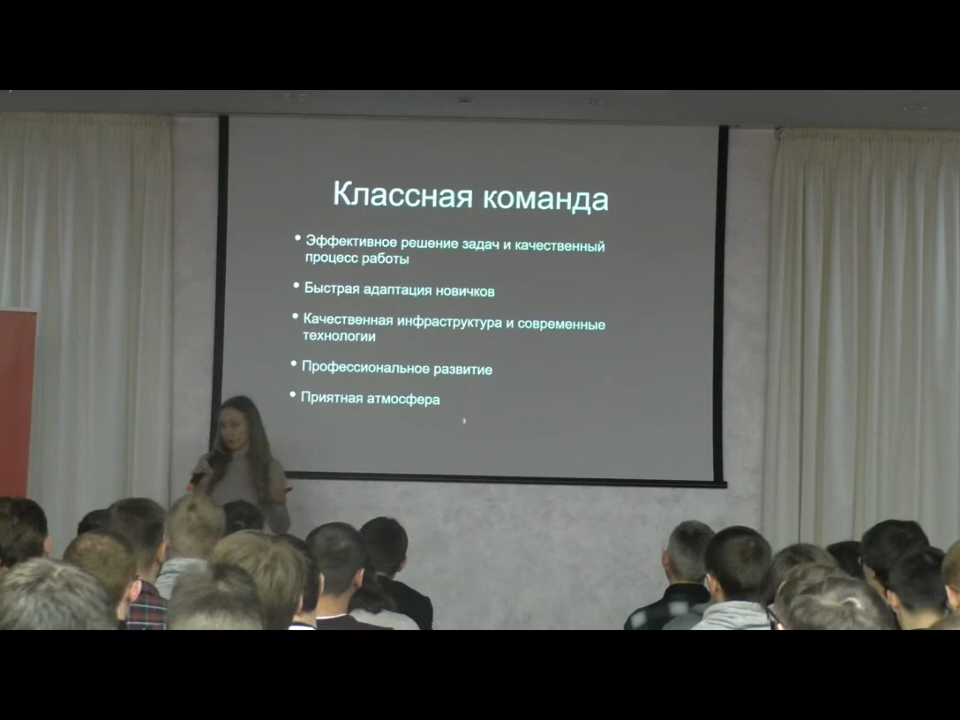 Классная команда
• Эффективное решение задач и качественный
процесс работы
• Быстрая адаптация новичков
• Качественная инфраструктура и современные
технологии
• Профессиональное развитие
• Приятная атмосфера
3